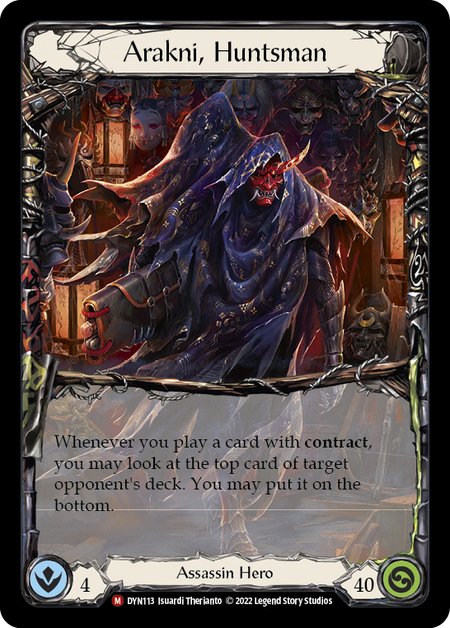 Arakni, Huntsman
Whenever you play a card with contract,
you may look at the top card of target
opponent's deck. You may put it on the
bottom.
4
Assassin Hero
40
M DYN113 Isuardi Therianto © 2022 Legend Story Studios